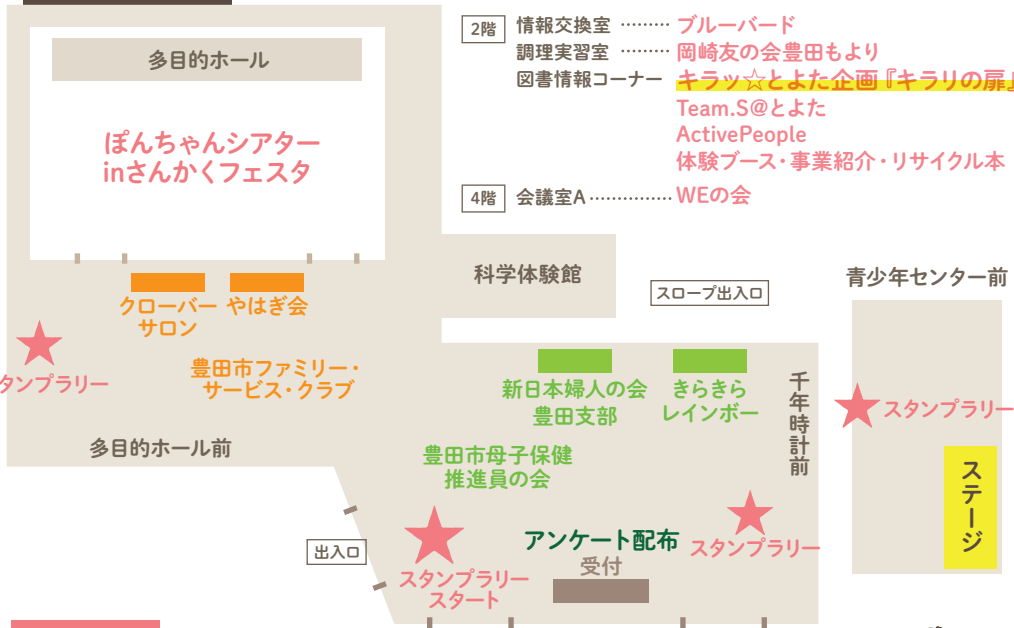 2階 情報交換室 ……… ブルーバード
調理実習室 ……… 岡崎友の会豊田もより
図書情報コーナー キラッ☆とよた企画『キラリの扉』
Team.S@とよた
ActivePeople
体験ブース・事業紹介・リサイクル本
4階 会議室A …………… WEの会
多目的ホール
ぽんちゃんシアター
inさんかくフェスタ
科学体験館
スロープ出入口
青少年センター前
クローバー
サロン
やはぎ会
豊田市ファミリー・
サービス・クラブ
タンプラリー
多目的ホール前
新日本婦人の会
豊田支部
きらきら
レインボー
千年時計前
スタンプラリー
豊田市母子保健
推進員の会
ステージ
出入口
アンケート配布
受付
スタンプラリー
スタンプラリー
スタート